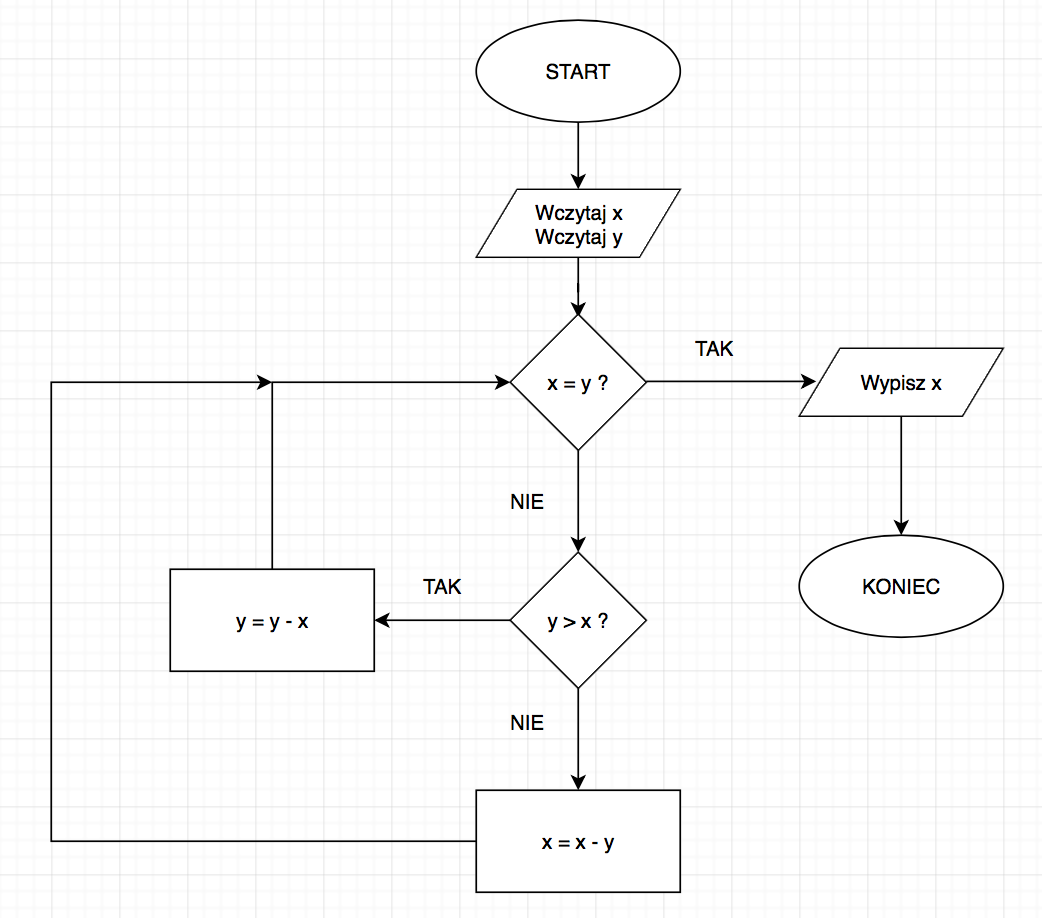 START
Wczytaj x
Wczytaj y
x = y ?
TAK
Wypisz x
NIE
KONIEC
y > x ?
TAK
y = y - x
NIE
x = x - y